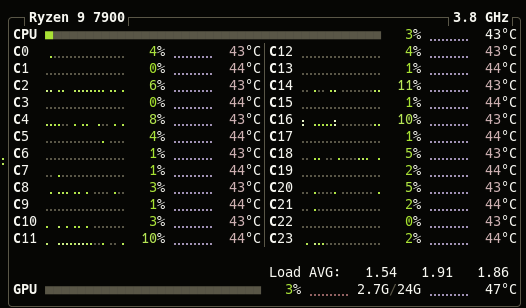 Ryzen 9 7900 3.8 GHz
CPU 3% 43°C
C0 4% 43°C C12 4% 43°C
C1 0% 44°C C13 1% 44°C
C2 6% 43°C C14 11% 43°C
C3 0% 44°C C15 1% 44°C
C4 8% 43°C C16 10% 43°C
C5 4% 44°C C17 1% 44°C
C6 1% 43°C C18 5% 43°C
C7 1% 44°C C19 2% 44°C
C8 3% 43°C C20 5% 43°C
C9 1% 44°C C21 2% 44°C
C10 3% 43°C C22 0% 43°C
C11 10% 44°C C23 2% 44°C
Load AVG: 1.54 1.91 1.86
GPU 3% 2.7G/24G 47°C